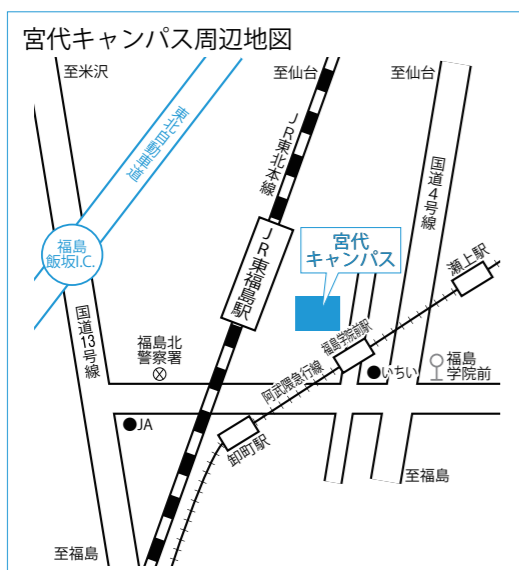 宮代キャンパス周辺地図
至米沢
至仙台
至仙台
東北自動車道
JR東北本線
国道4号線
福島
飯坂I.C.
JR東福島駅
宮代
キャンパス
瀬上駅
国道13号線
福島北
警察署
福島学院前駅
阿武隈急行線
いちい
福島
学院前
JA
卸町駅
至福島
至福島